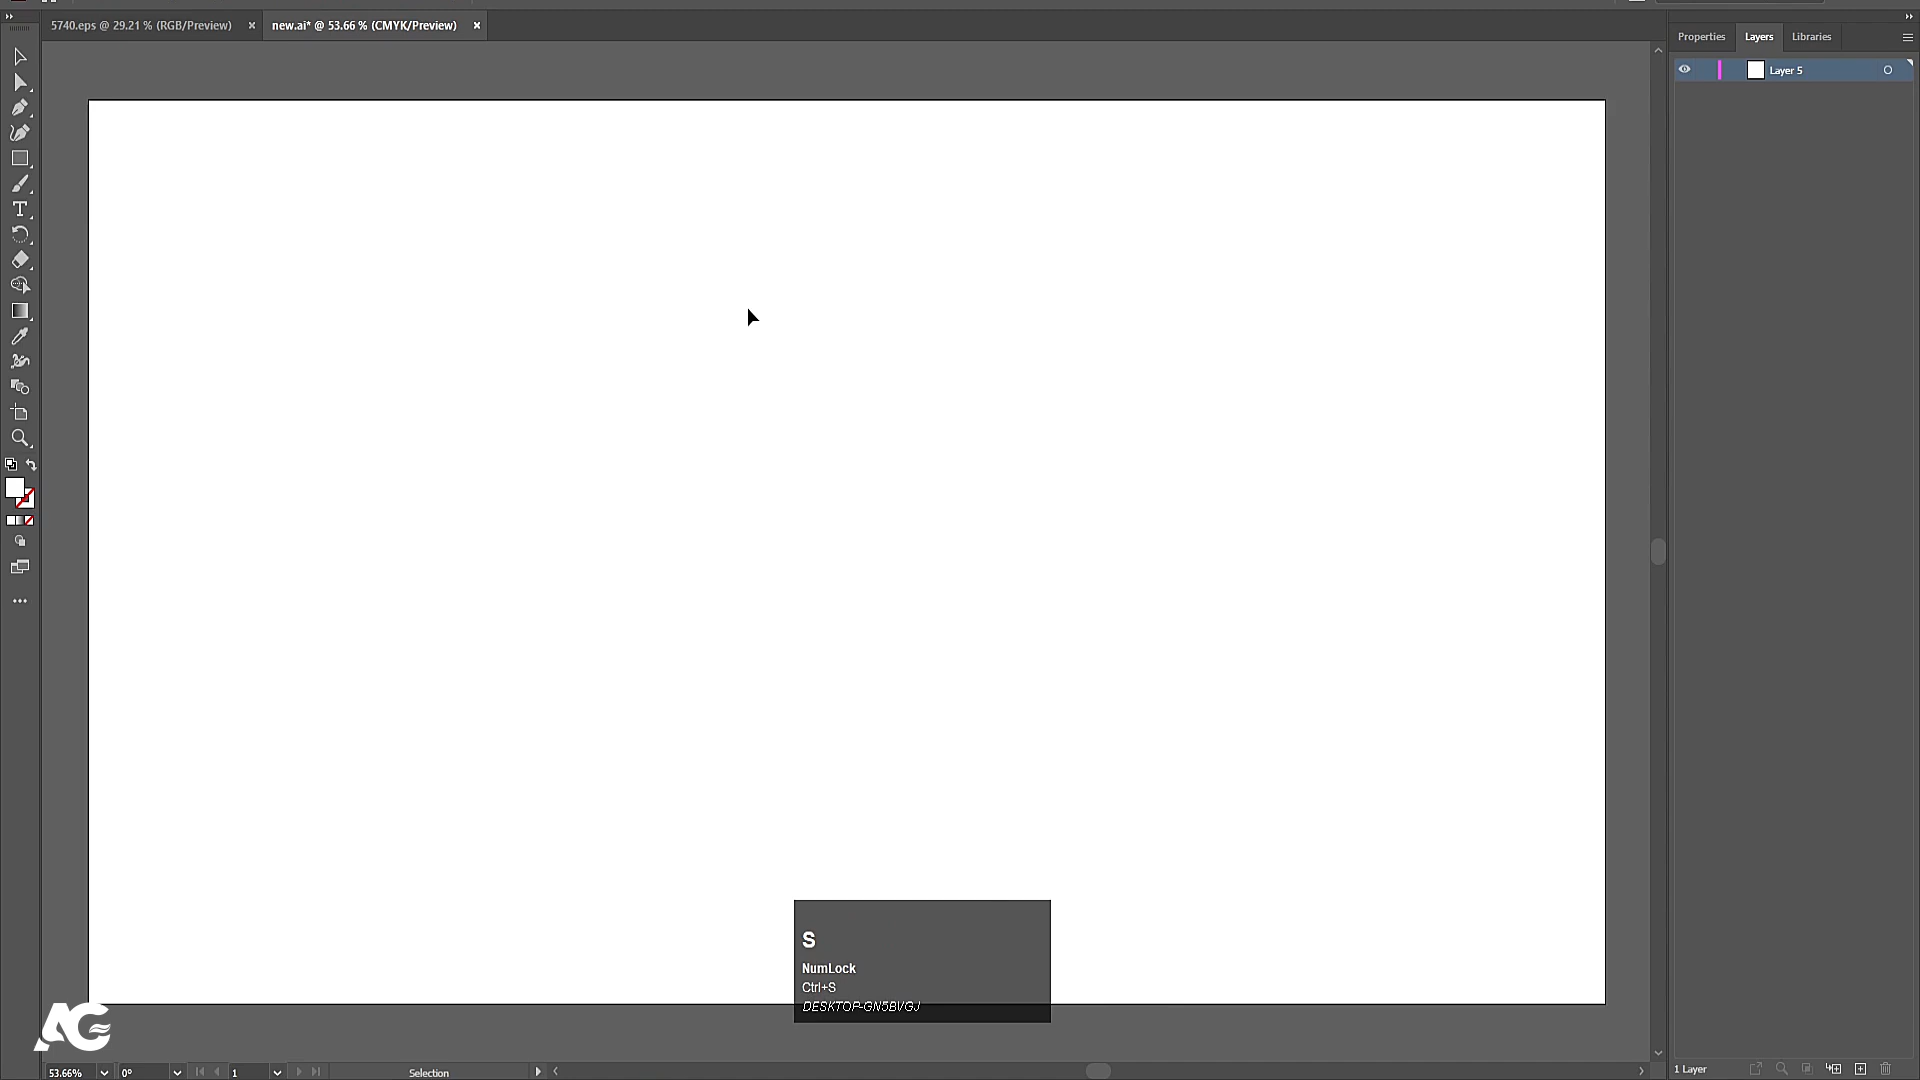 5740.eps @ 29.21 % (RGB/Preview) ×
new.ai* @ 53.66 % (CMYK/Preview) ×
Properties
Layers
Libraries
Layer 5
T
S
NumLock
Ctrl+S
DESKTOP-GN5BVGJ
AG
53.66%
0°
1
Selection
1 Layer